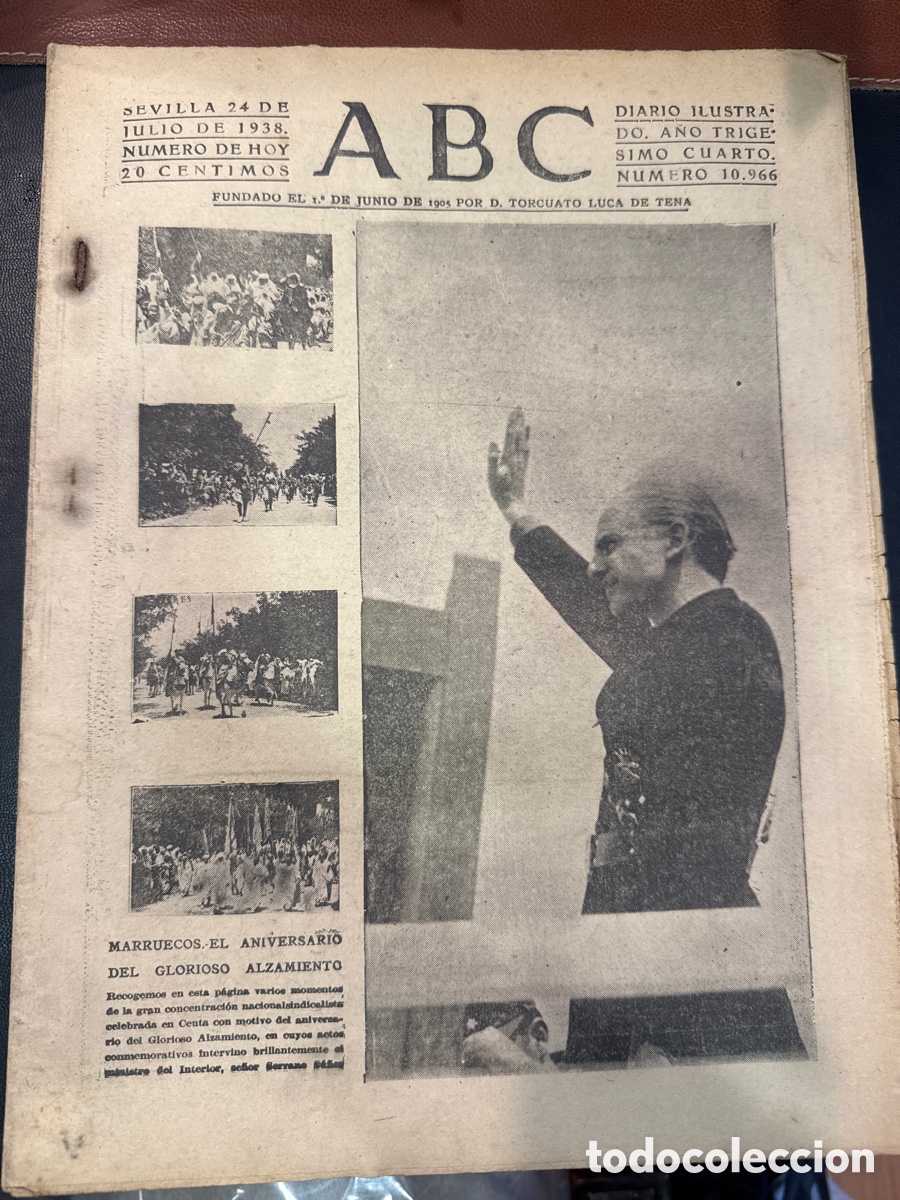 SEVILLA 24 DE
JULIO DE 1938.
NUMERO DE HOY
20 CENTIMOS
ABC
DIARIO ILUSTRA-
DO. AÑO TRIGE-
SIMO CUARTO.
NUMERO 10.966
FUNDADO EL 1.º DE JUNIO DE 1905 POR D. TORCUATO LUCA DE TENA
MARRUECOS.-EL ANIVERSARIO
DEL GLORIOSO ALZAMIENTO
Recogemos en esta página varios momentos
de la gran concentración nacionalsindicalista
celebrada en Ceuta con motivo del aniversa-
rio del Glorioso Alzamiento, en cuyos actos
conmemorativos intervino brillantemente el
ministro del Interior, señor Serrano Súñer
todocoleccion